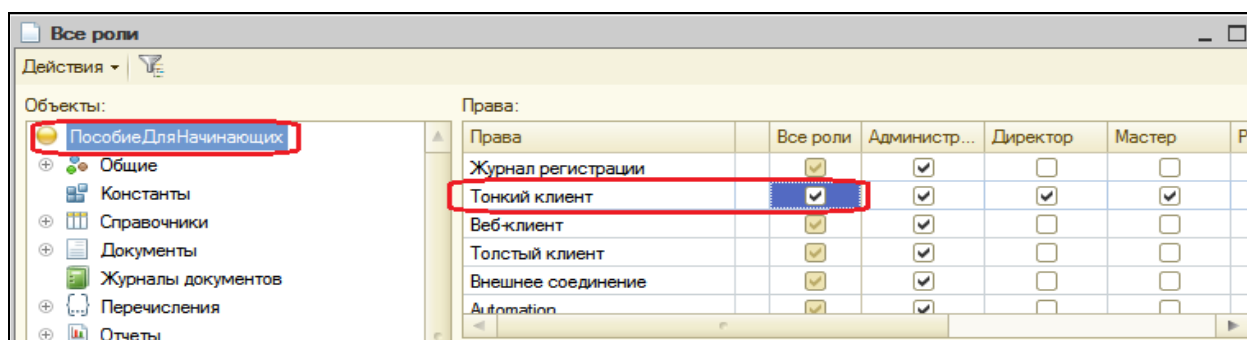 Все роли
Действия
Объекты:
Права:
ПособиеДляНачинающих
Общие
Константы
Справочники
Документы
Журналы документов
Перечисления
Отчеты
Права Все роли Администр... Директор Мастер Р
Журнал регистрации
Тонкий клиент
Веб-клиент
Толстый клиент
Внешнее соединение
Automation